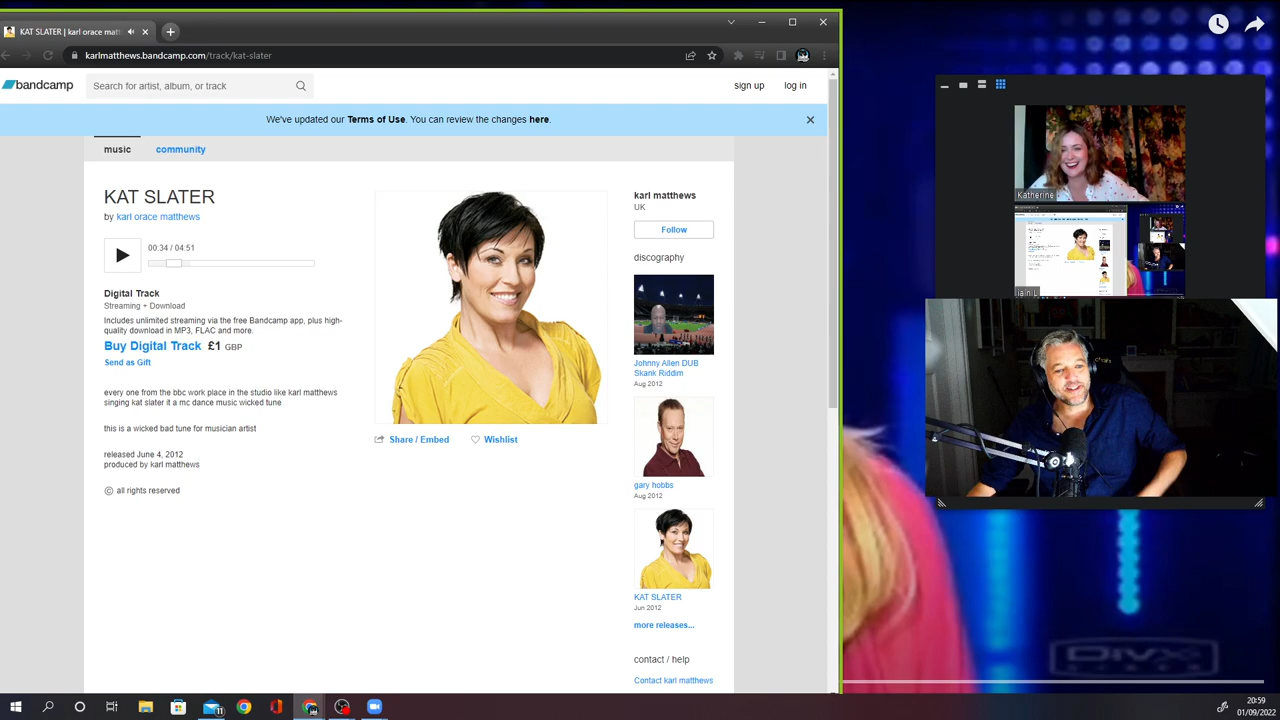 KAT SLATER | karl orace matt
karlmatthews.bandcamp.com/track/kat-slater
bandcamp
Search for artist, album, or track
sign up
log in
We've updated our Terms of Use. You can review the changes here.
music
community
KAT SLATER
by karl orace matthews
00:34 / 04:51
Digital Track
Streaming + Download
Includes unlimited streaming via the free Bandcamp app, plus high-
quality download in MP3, FLAC and more.
Buy Digital Track £1 GBP
Send as Gift
every one from the bbc work place in the studio like karl matthews
singing kat slater it a mc dance music wicked tune
this is a wicked bad tune for musician artist
released June 4, 2012
produced by karl matthews
© all rights reserved
Share / Embed
Wishlist
karl matthews
UK
Follow
discography
Johnny Allen DUB
Skank Riddim
Aug 2012
gary hobbs
Aug 2012
KAT SLATER
Jun 2012
more releases...
contact / help
Contact karl matthews
Katherine
Iain L
DIVX
11
20:59
01/09/2022